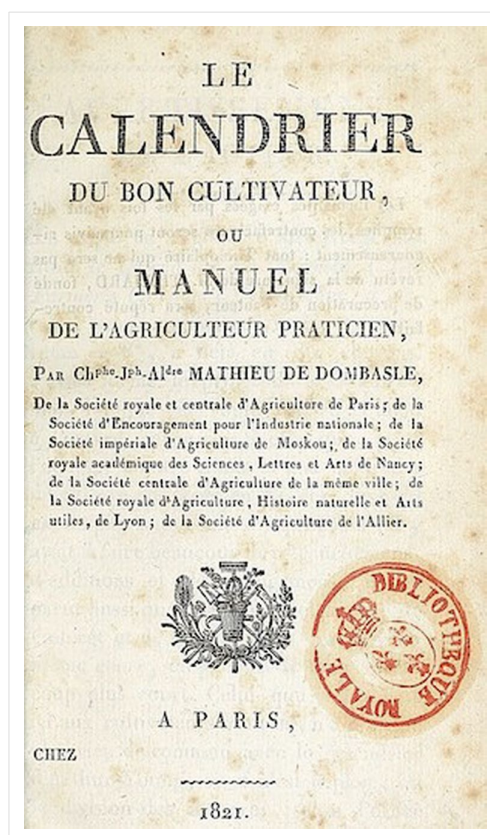 LE
CALENDRIER
DU BON CULTIVATEUR,
OU
MANUEL
DE L'AGRICULTEUR PRATICIEN,
PAR Chphe-Jph-Aldre MATHIEU DE DOMBASLE,
De la Société royale et centrale d'Agriculture de Paris; de la
Société d'Encouragement pour l'Industrie nationale; de la
Société impériale d'Agriculture de Moskou; de la Société
royale académique des Sciences, Lettres et Arts de Nancy;
de la Société centrale d'Agriculture de la même ville; de
la Société royale d'Agriculture, Histoire naturelle et Arts
utiles, de Lyon; de la Société d'Agriculture de l'Allier.
BIBLIOTHEQUE ROYALE
A PARIS,
CHEZ
1821.